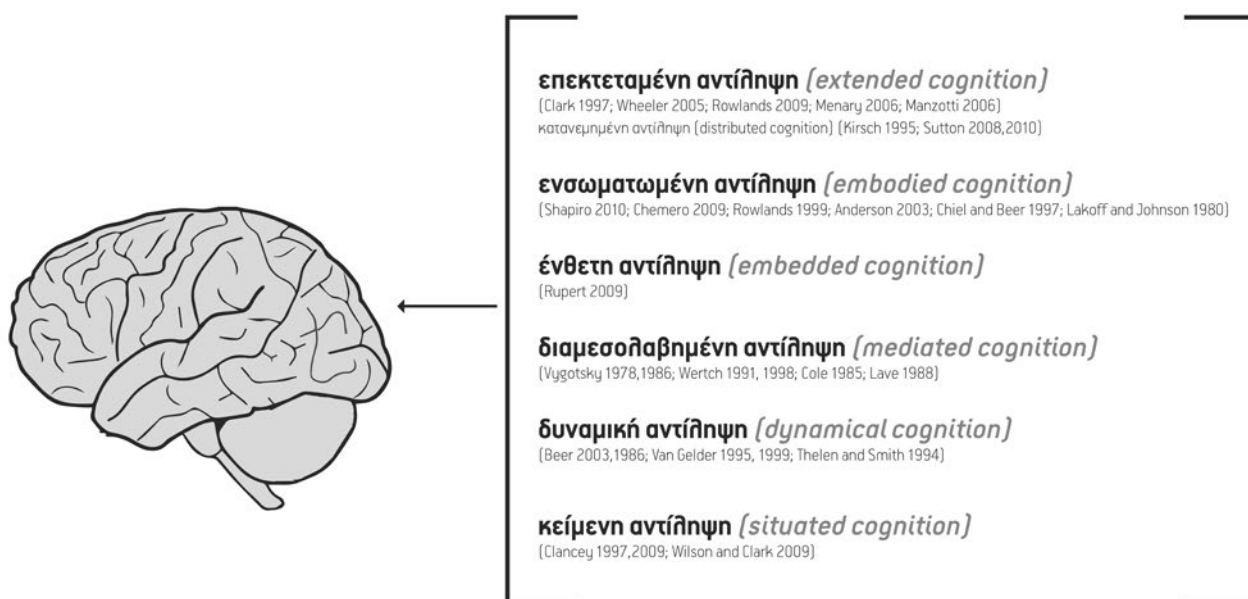 επεκτεταμένη αντίληψη (extended cognition)
(Clark 1997; Wheeler 2005; Rowlands 2009; Menary 2006; Manzotti 2006)
κατανεμημένη αντίληψη (distributed cognition) (Kirsch 1995; Sutton 2008,2010)
ενσωματωμένη αντίληψη (embodied cognition)
(Shapiro 2010; Chemero 2009; Rowlands 1999; Anderson 2003; Chiel and Beer 1997; Lakoff and Johnson 1980)
ένθετη αντίληψη (embedded cognition)
(Rupert 2009)
διαμεσολαβημένη αντίληψη (mediated cognition)
(Vygotsky 1978,1986; Wertch 1991, 1998; Cole 1985; Lave 1988)
δυναμική αντίληψη (dynamical cognition)
(Beer 2003,1986; Van Gelder 1995, 1999; Thelen and Smith 1994)
κείμενη αντίληψη (situated cognition)
(Clancey 1997,2009; Wilson and Clark 2009)